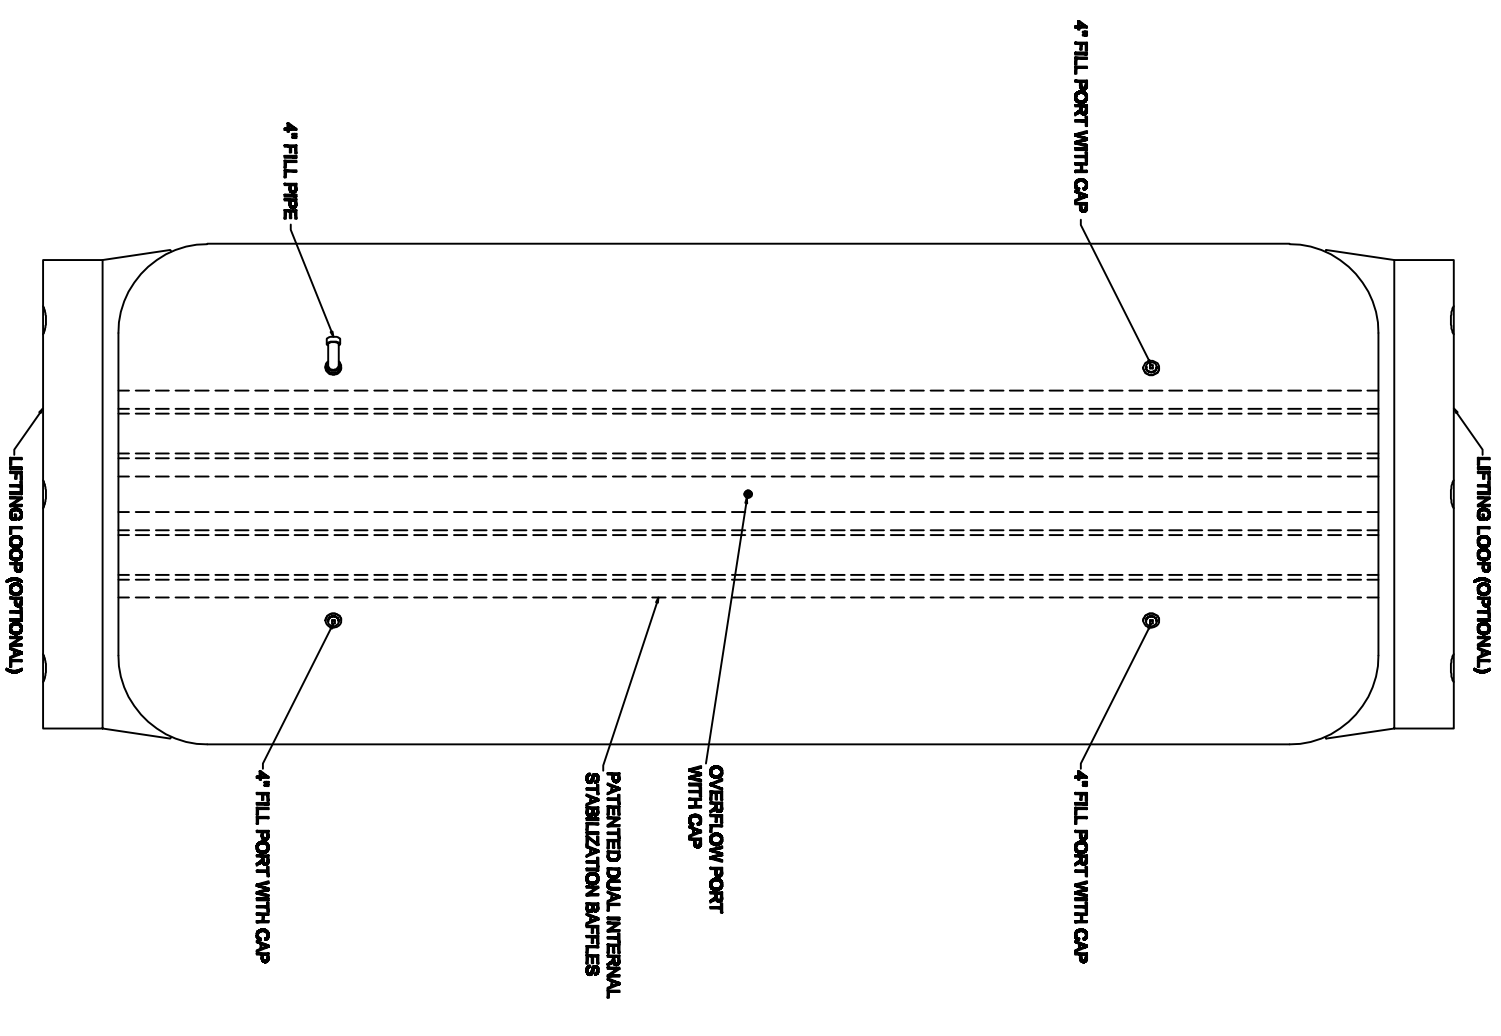 LIFTING LOOP (OPTIONAL)
4" FILL PORT WITH CAP
4" FILL PORT WITH CAP
OVERFLOW PORT
WITH CAP
PATENTED DUAL INTERNAL
STABILIZATION BAFFLES
4" FILL PIPE
4" FILL PORT WITH CAP
LIFTING LOOP (OPTIONAL)